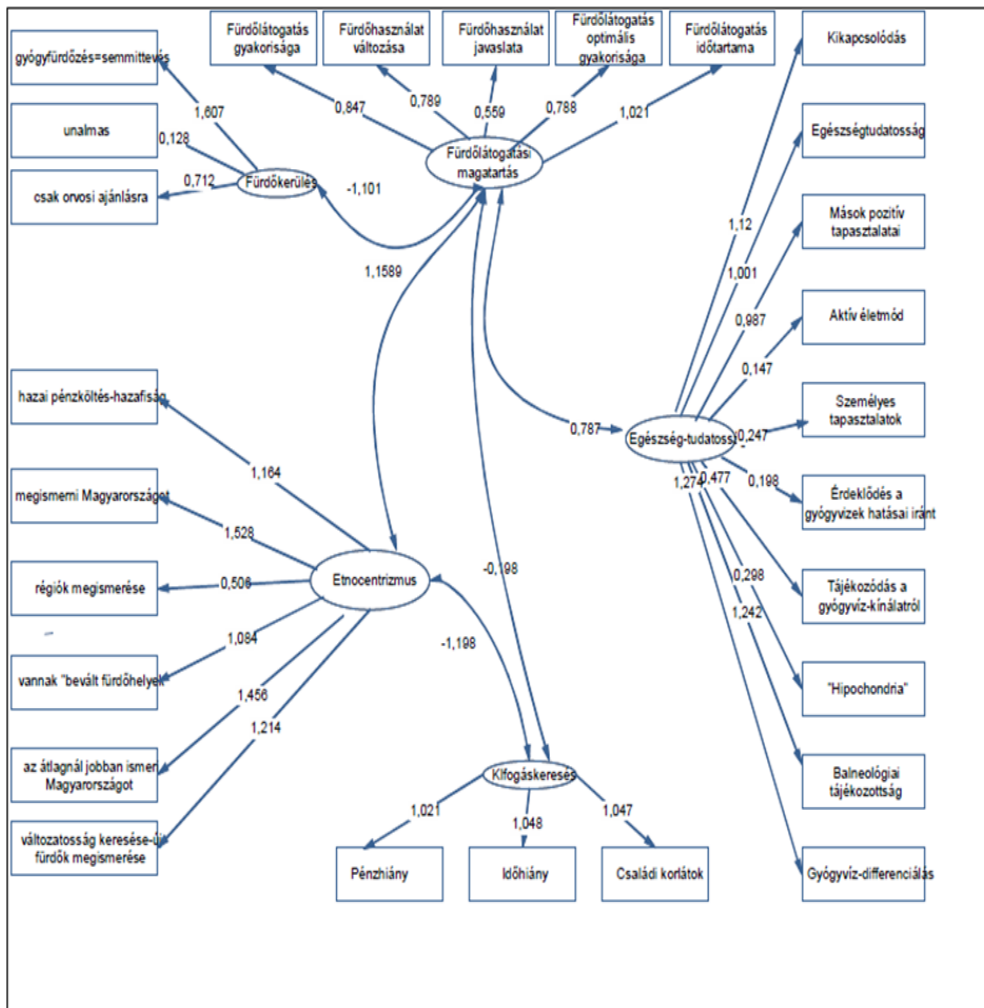 Fürdőlátogatás
gyakorisága
Fürdőhasználat
változása
Fürdőhasználat
javaslata
Fürdőlátogatás
optimális
gyakorisága
Fürdőlátogatás
időtartama
Kikapcsolódás
gyógyfürdőzés=semmittevés
unalmas
csak orvosi ajánlásra
1,607
0,128
0,712
Fürdőkerülés
0,847
0,789
0,559
0,788
1,021
Fürdőlátogatási
magatartás
-1,101
1,1589
Egészségtudatosság
Mások pozitív
tapasztalatai
Aktív életmód
Személyes
tapasztalatok
Érdeklődés a
gyógyvizek hatásai iránt
Tájékozódás a
gyógyvíz-kínálatról
"Hipochondria"
Balneológiai
tájékozottság
Gyógyvíz-differenciálás
1,12
1,001
0,987
0,147
0,247
0,198
0,477
1,274
0,298
1,242
0,787
Egészség-tudatoss
hazai pénzköltés-hazafiság
megismerni Magyarországot
régiók megismerése
vannak "bevált fürdőhelyek
az átlagnál jobban ismer
Magyarországot
változatosság keresése-új
fürdők megismerése
1,164
1,528
0,506
1,084
1,456
1,214
Etnocentrizmus
-0,198
-1,198
KIfogáskeresés
1,021
1,048
1,047
Pénzhiány
Időhiány
Családi korlátok